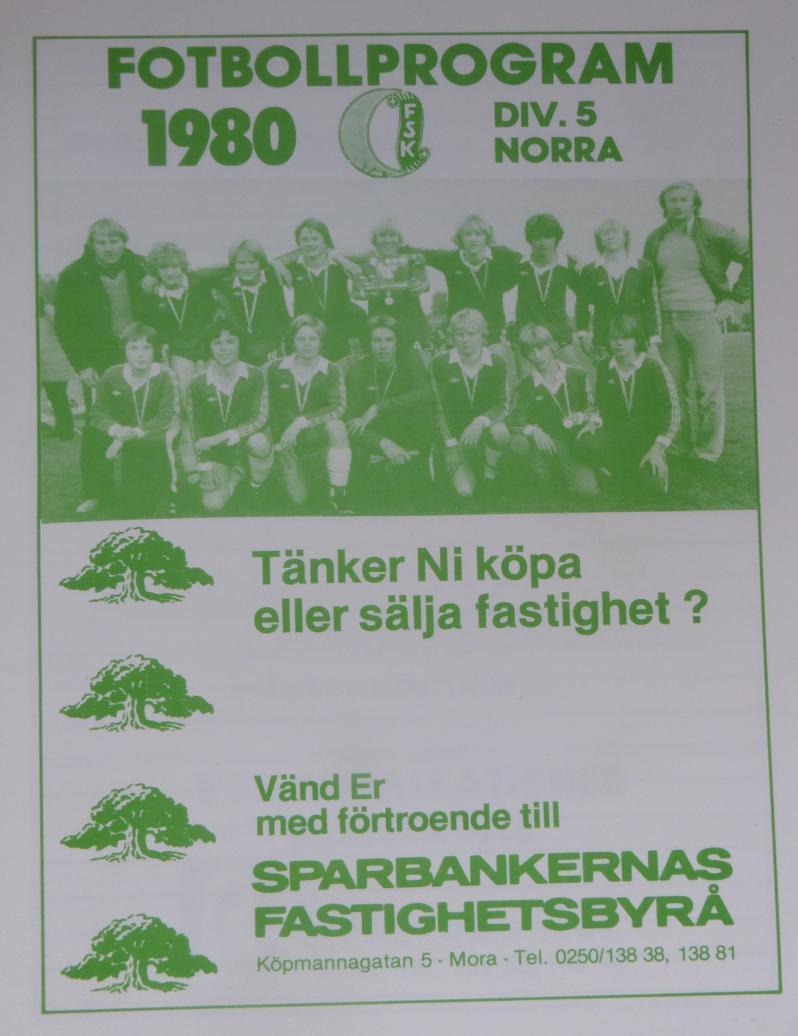 FOTBOLLPROGRAM
1980
FSK
DIV. 5
NORRA
Tänker Ni köpa
eller sälja fastighet ?
Vänd Er
med förtroende till
SPARBANKERNAS
FASTIGHETSBYRÅ
Köpmannagatan 5 - Mora - Tel. 0250/138 38, 138 81